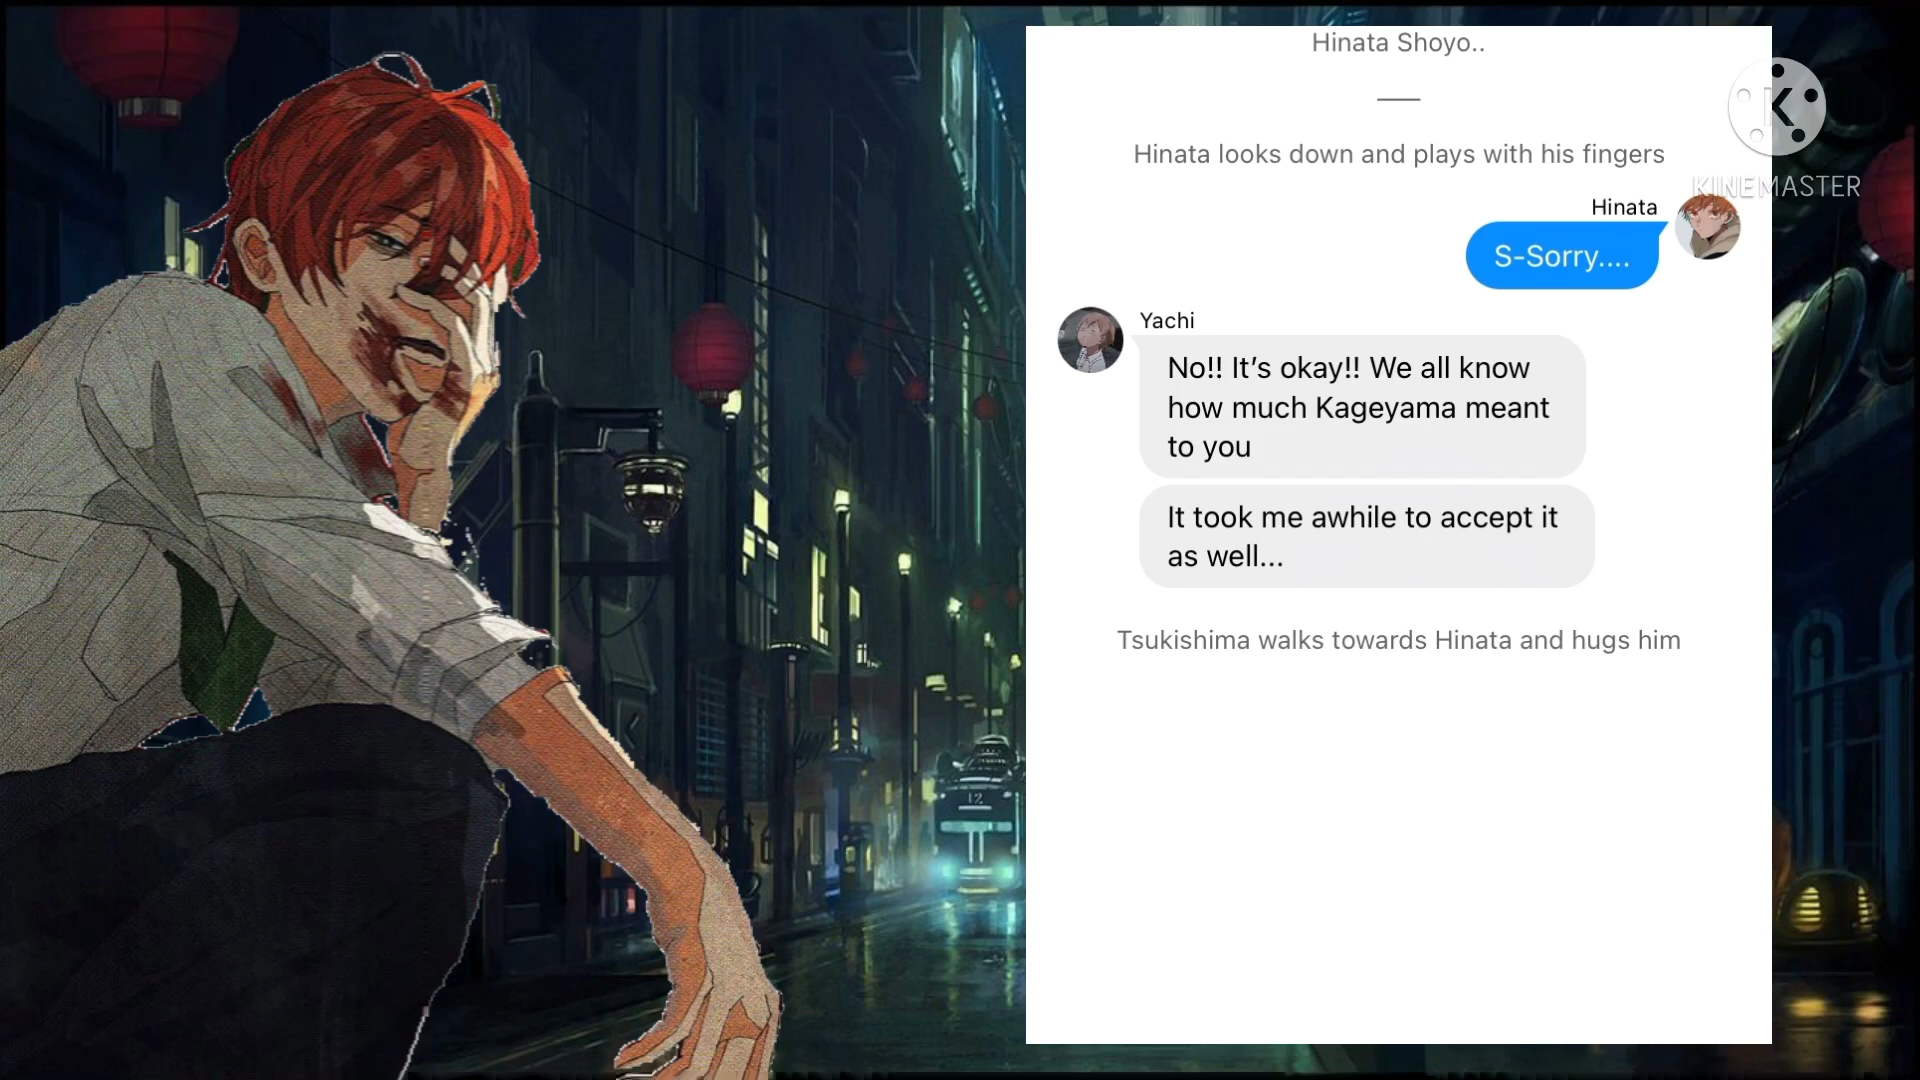 Hinata Shoyo..
Hinata looks down and plays with his fingers
KINEMASTER
Hinata
S-Sorry....
Yachi
No!! It’s okay!! We all know
how much Kageyama meant
to you
It took me awhile to accept it
as well...
Tsukishima walks towards Hinata and hugs him
12